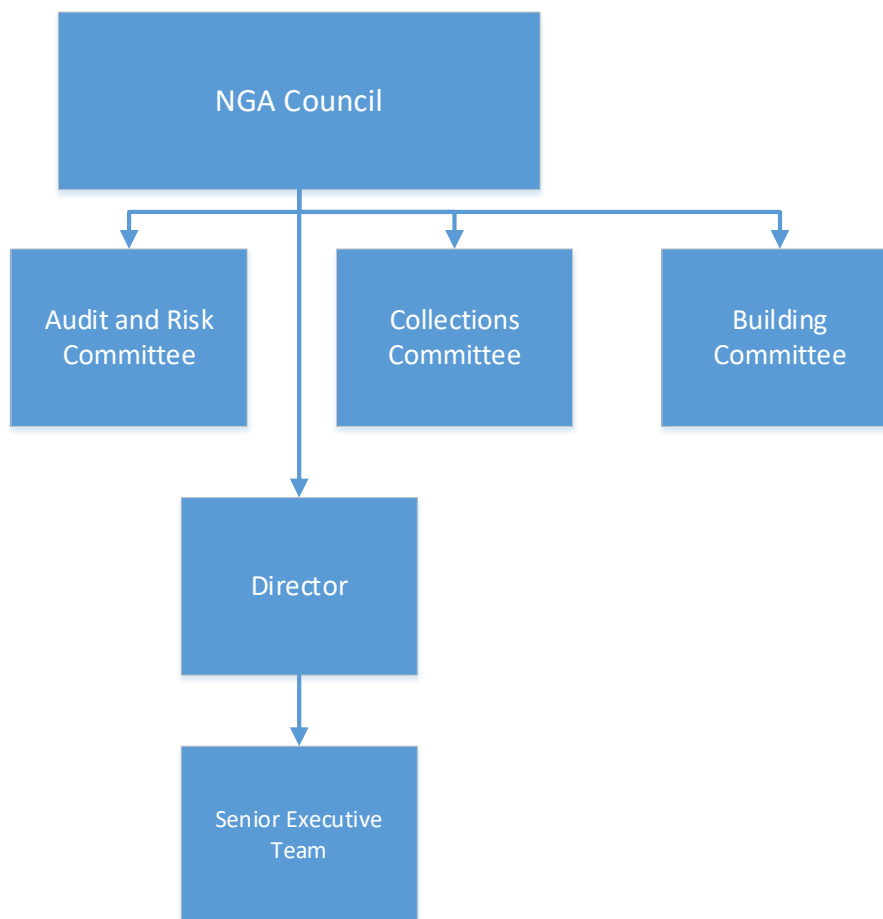 NGA Council
Audit and Risk
Committee
Collections
Committee
Building
Committee
Director
Senior Executive
Team